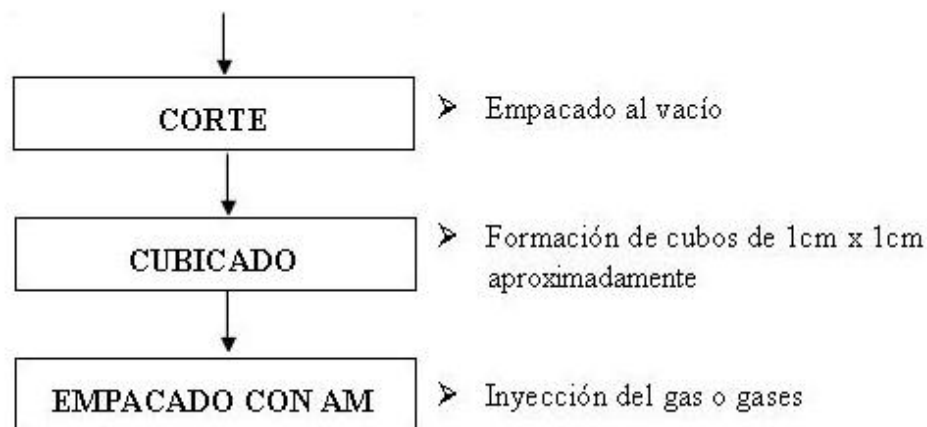 CORTE
➢ Empacado al vacío
CUBICADO
➢ Formación de cubos de 1cm x 1cm
aproximadamente
EMPACADO CON AM
➢ Inyección del gas o gases